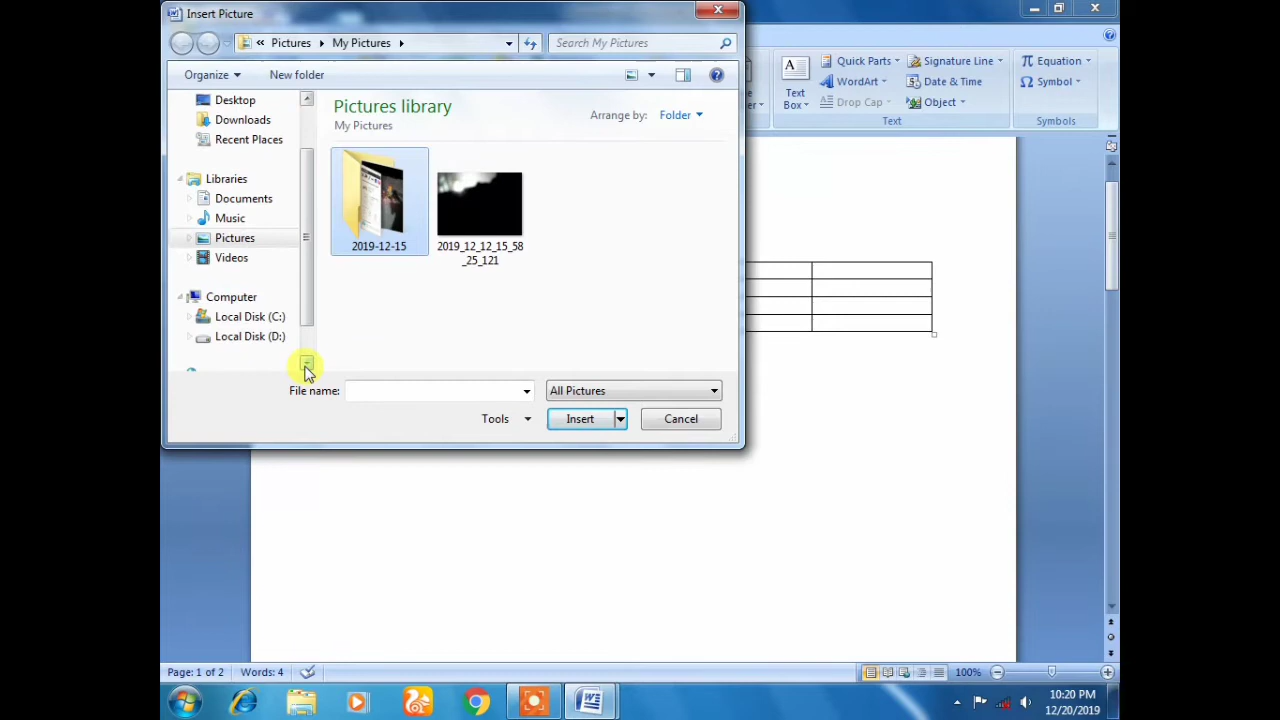 Insert Picture
Pictures
My Pictures
Search My Pictures
Organize
New folder
Desktop
Downloads
Recent Places
Libraries
Documents
Music
Pictures
Videos
Computer
Local Disk (C:)
Local Disk (D:)
Pictures library
My Pictures
Arrange by:
Folder
2019-12-15
2019_12_12_15_58
_25_121
File name:
All Pictures
Tools
Insert
Cancel
A
Text
Box
Quick Parts
WordArt
Drop Cap
Signature Line
Date & Time
Object
Text
π Equation
Ω Symbol
Symbols
Page: 1 of 2
Words: 4
100%
10:20 PM
12/20/2019